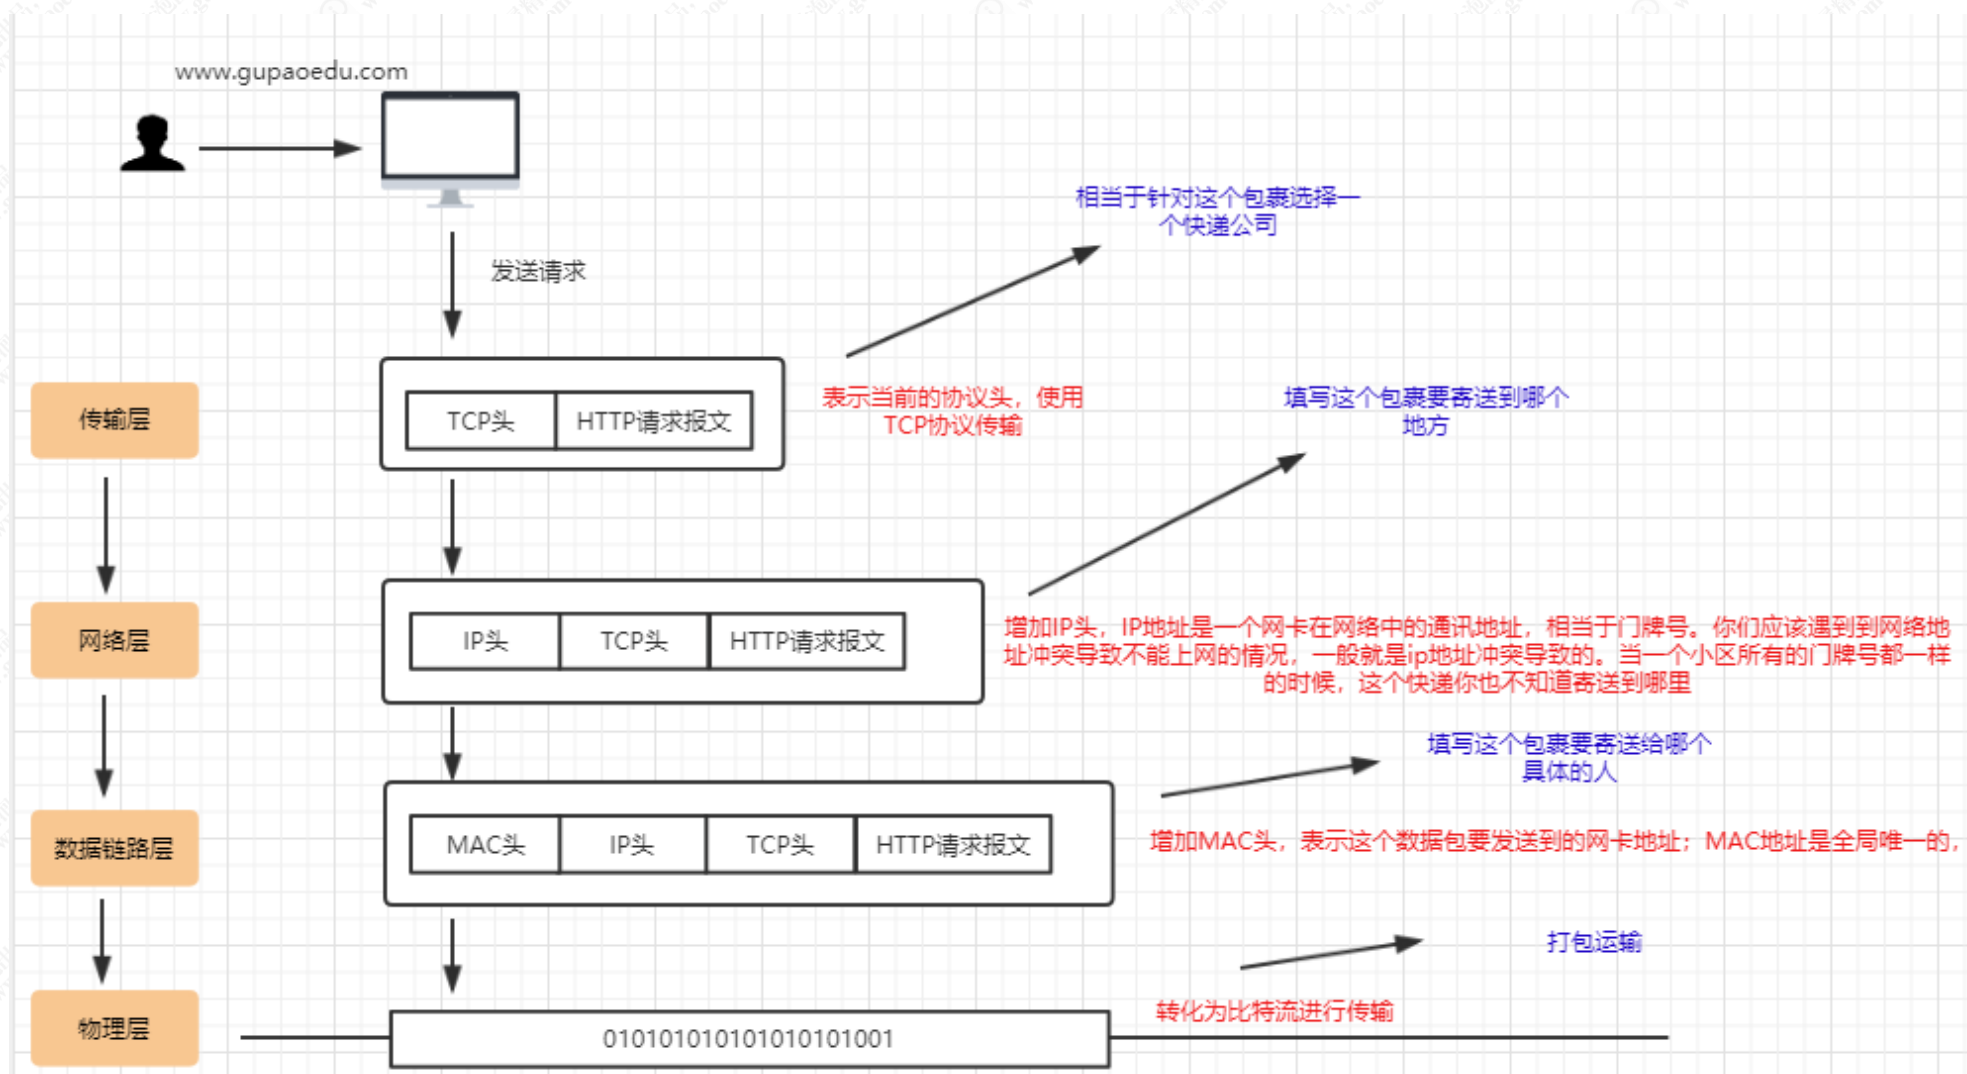 www.gupaoedu.com
发送请求
相当于针对这个包裹选择一
个快递公司
传输层
TCP头
HTTP请求报文
表示当前的协议头，使用
TCP协议传输
填写这个包裹要寄送到哪个
地方
网络层
IP头
TCP头
HTTP请求报文
增加IP头，IP地址是一个网卡在网络中的通讯地址，相当于门牌号。你们应该遇到到网络地
址冲突导致不能上网的情况，一般就是ip地址冲突导致的。当一个小区所有的门牌号都一样
的时候，这个快递你也不知道寄送到哪里
填写这个包裹要寄送给哪个
具体的人
数据链路层
MAC头
IP头
TCP头
HTTP请求报文
增加MAC头，表示这个数据包要发送到的网卡地址；MAC地址是全局唯一的，
打包运输
物理层
010101010101010101001
转化为比特流进行传输